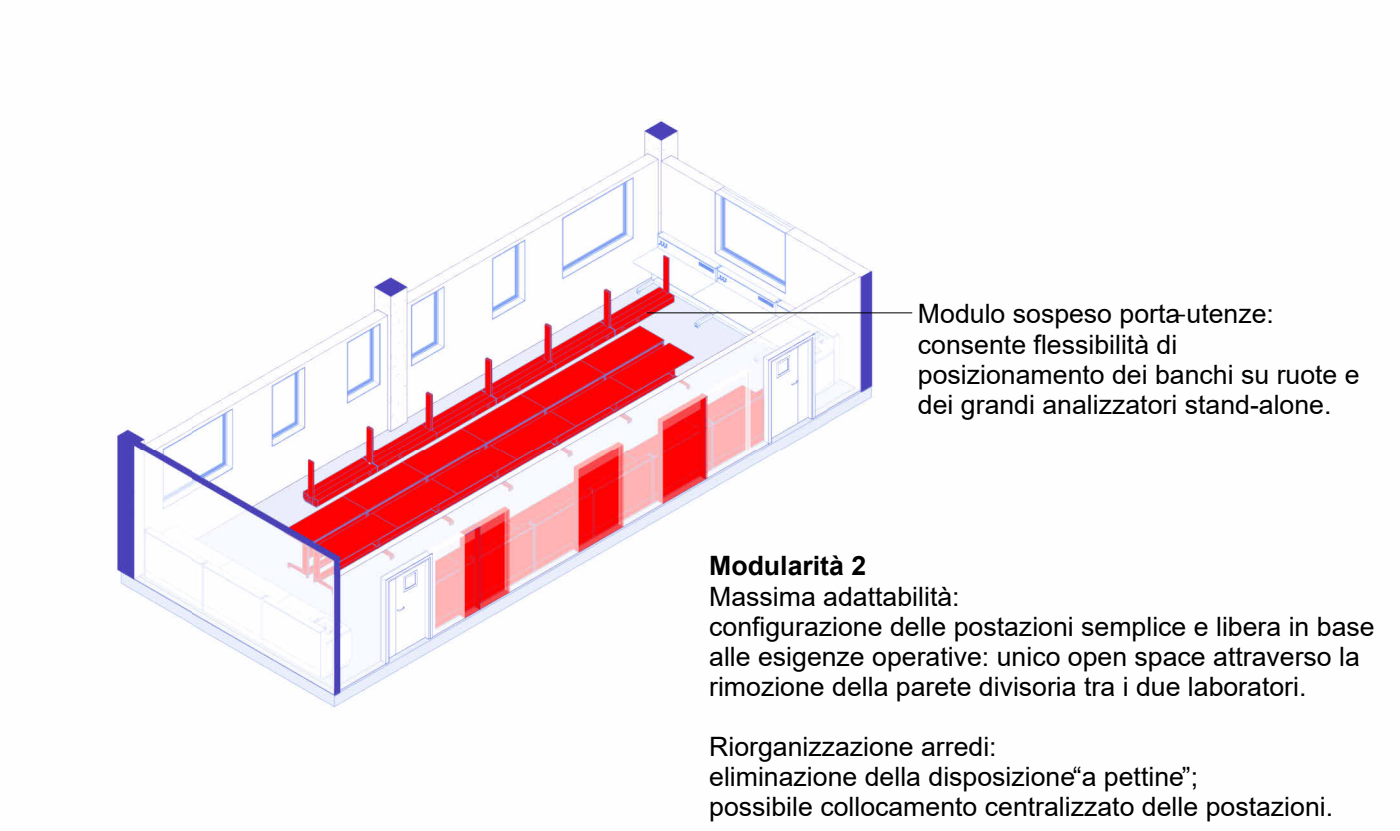 Modulo sospeso porta-utenze:
consente flessibilità di
posizionamento dei banchi su ruote e
dei grandi analizzatori stand-alone.
Modularità 2
Massima adattabilità:
configurazione delle postazioni semplice e libera in base
alle esigenze operative: unico open space attraverso la
rimozione della parete divisoria tra i due laboratori.
Riorganizzazione arredi:
eliminazione della disposizione“a pettine”;
possibile collocamento centralizzato delle postazioni.